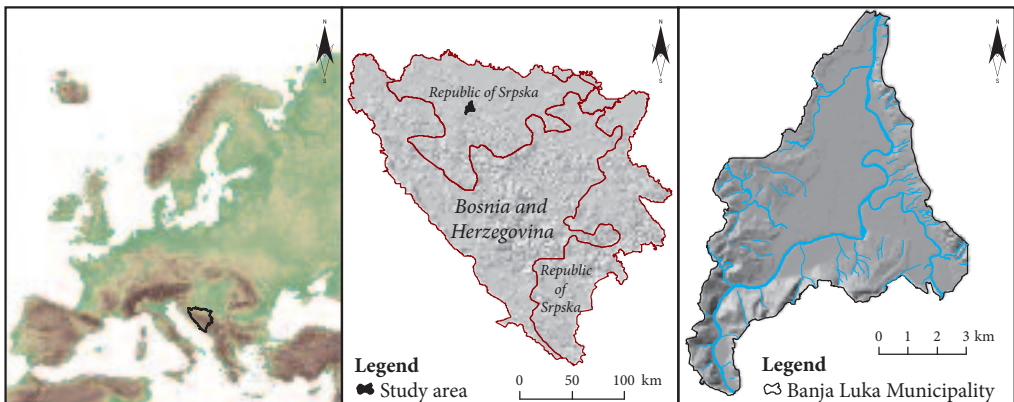 N
S
N
S
Republic of Srpska
Bosnia and
Herzegovina
Republic
of
Srpska
Legend
Study area
0 50 100 km
N
S
0 1 2 3 km
Legend
Banja Luka Municipality